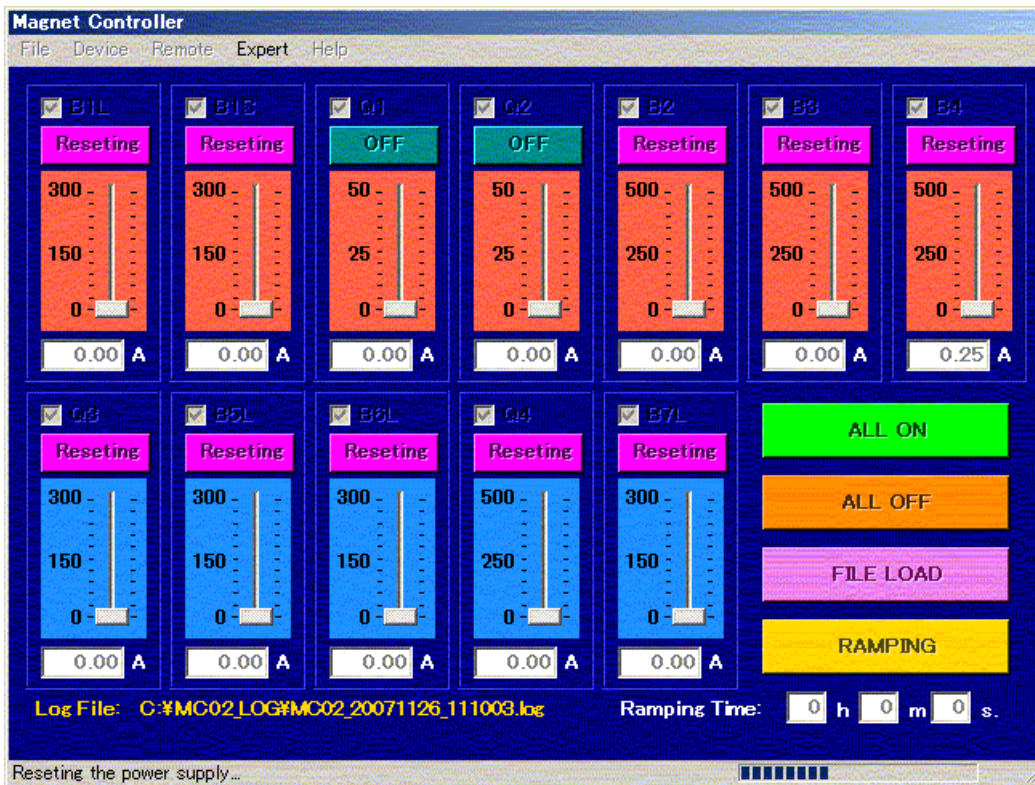 Magnet Controller
File Device Remote Expert Help
B1L B1S Q1 Q2 B2 B3 B4
Reseting Reseting OFF OFF Reseting Reseting Reseting
300 300 50 50 500 500 500
150 150 25 25 250 250 250
0 0 0 0 0 0 0
0.00 A 0.00 A 0.00 A 0.00 A 0.00 A 0.00 A 0.25 A
Q3 B5L B6L Q4 B7L
Reseting Reseting Reseting Reseting Reseting
300 300 300 500 300
150 150 150 250 150
0 0 0 0 0
0.00 A 0.00 A 0.00 A 0.00 A 0.00 A
ALL ON
ALL OFF
FILE LOAD
RAMPING
Log File: C:¥MC02_LOG¥MC02_20071126_111003.log
Ramping Time: 0 h 0 m 0 s.
Reseting the power supply...